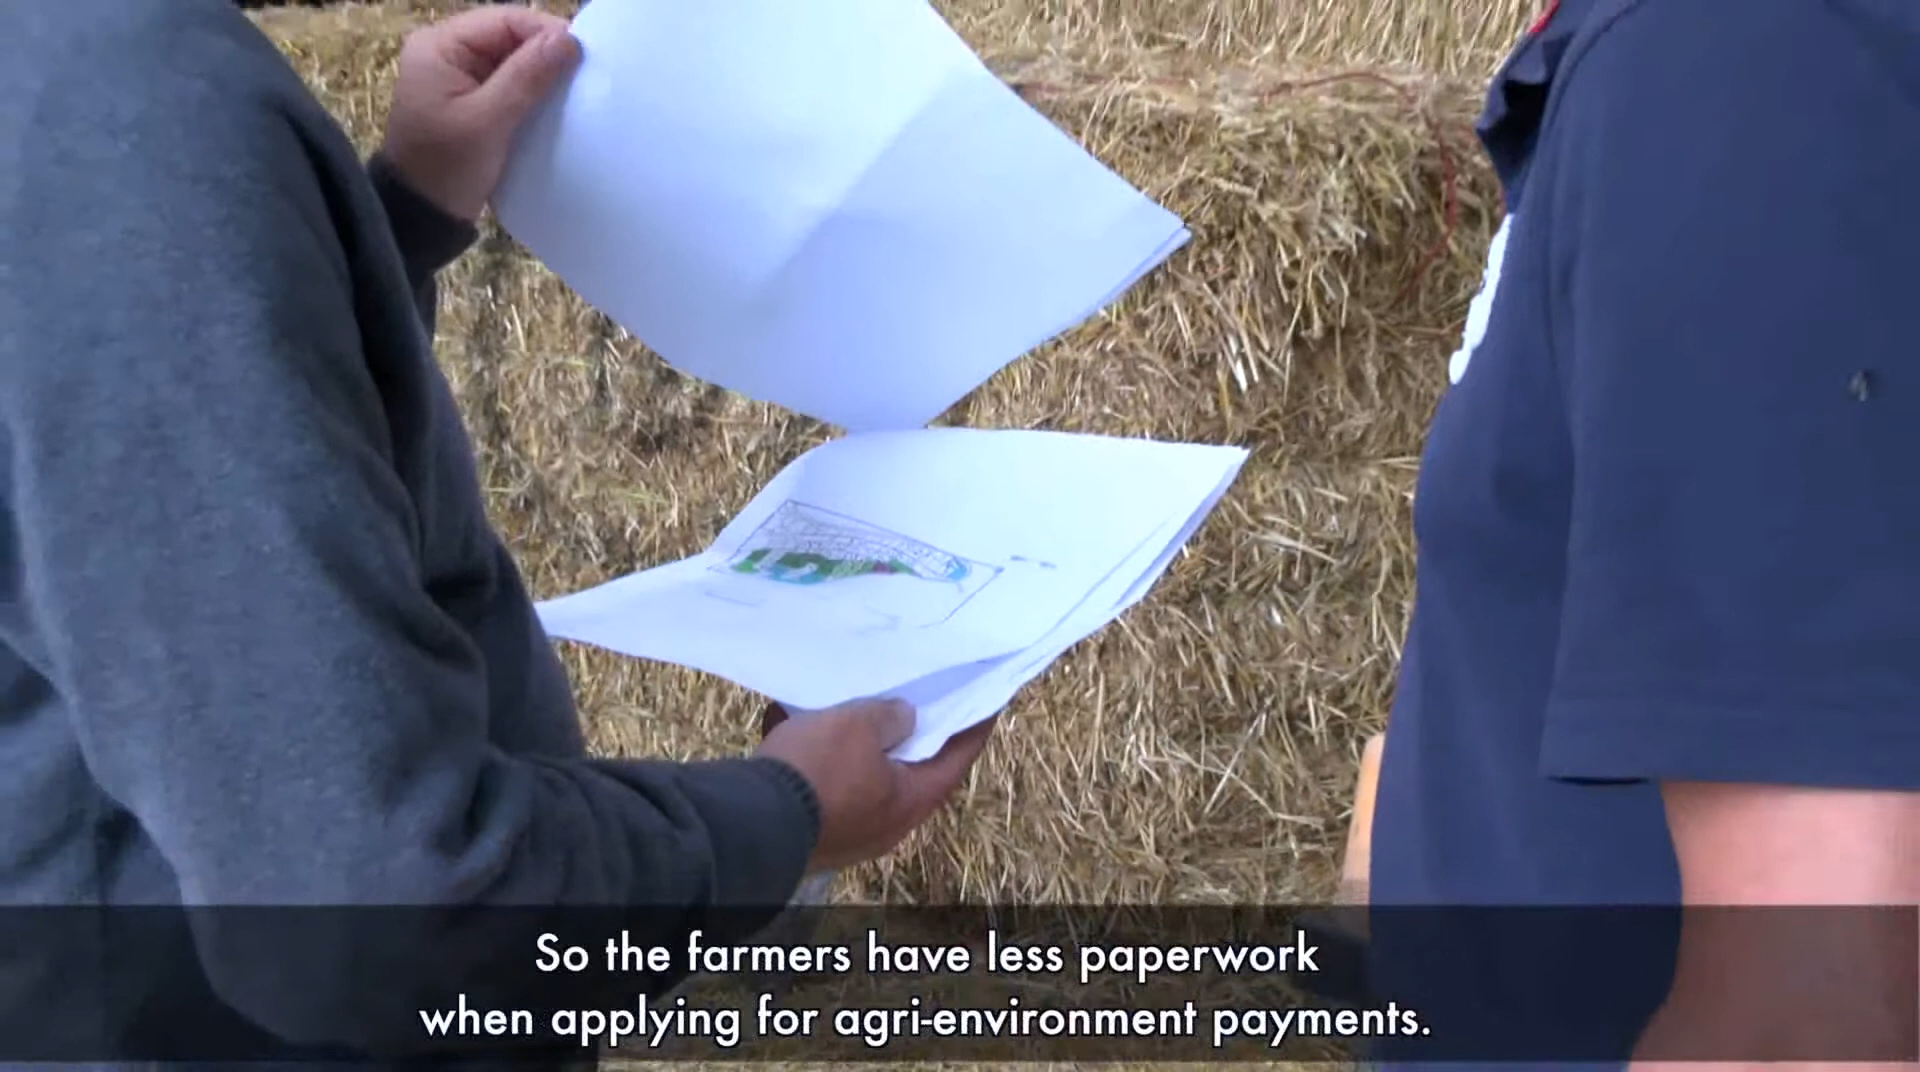 So the farmers have less paperwork
when applying for agri-environment payments.